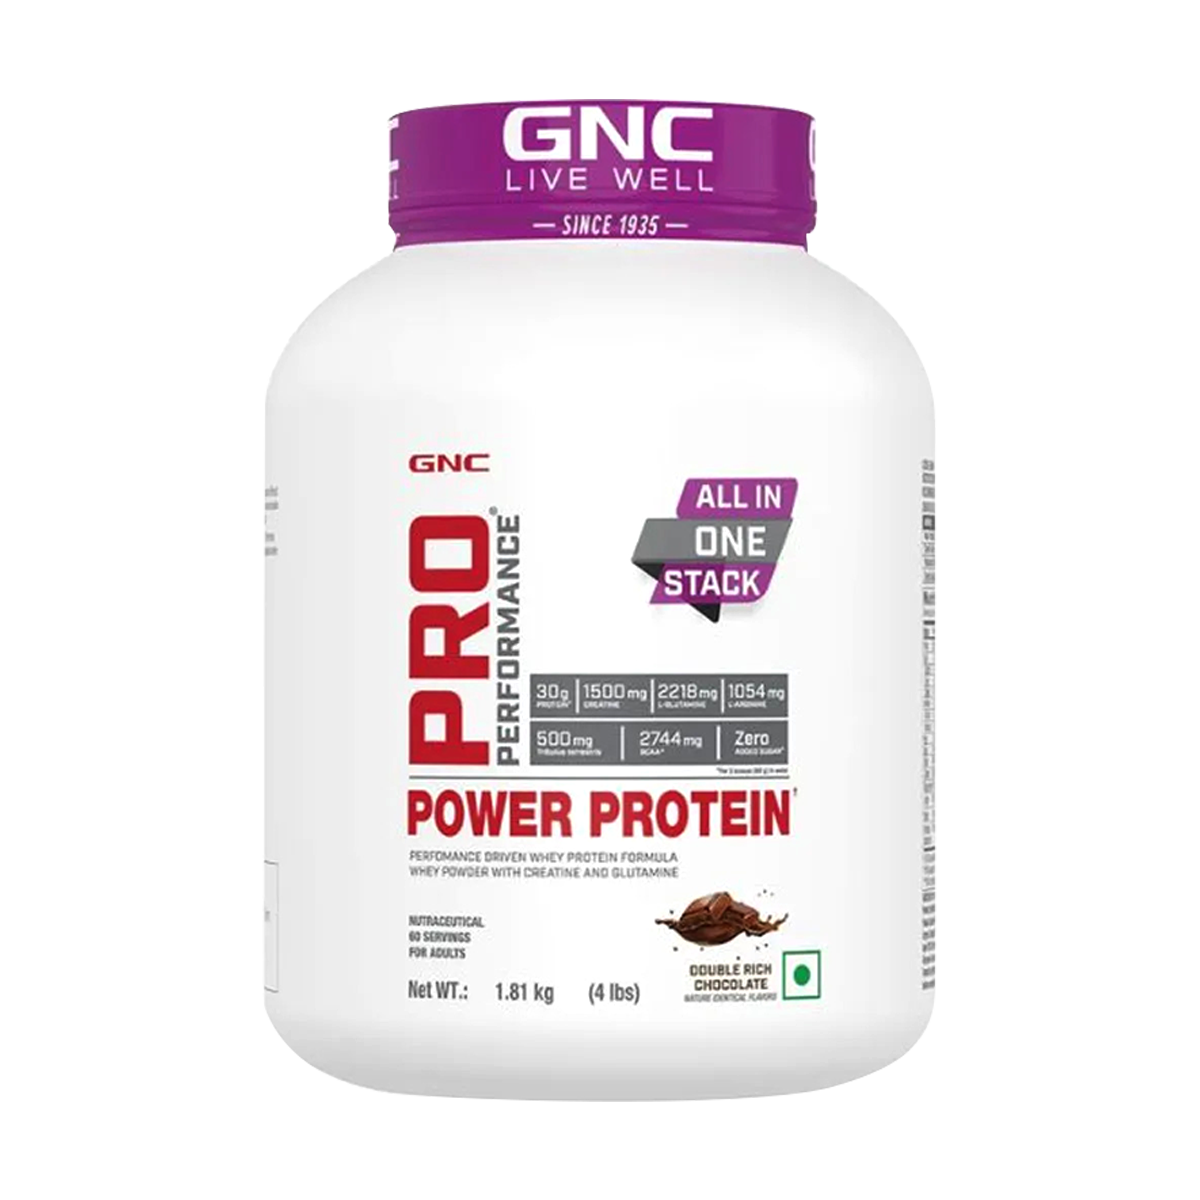 GNC
LIVE WELL
SINCE 1935
GNC
PRO
PERFORMANCE®
ALL IN
ONE
STACK
30g
PROTEIN*
1500 mg
CREATINE
2218 mg
L-GLUTAMINE
1054 mg
L-ARGININE
500 mg
Tribulus terrestris
2744 mg
BCAA*
Zero
ADDED SUGAR*
POWER PROTEIN†
PERFOMANCE DRIVEN WHEY PROTEIN FORMULA
WHEY POWDER WITH CREATINE AND GLUTAMINE
NUTRACEUTICAL
60 SERVINGS
FOR ADULTS
Net WT.: 1.81 kg (4 lbs)
DOUBLE RICH
CHOCOLATE
NATURE IDENTICAL FLAVORS